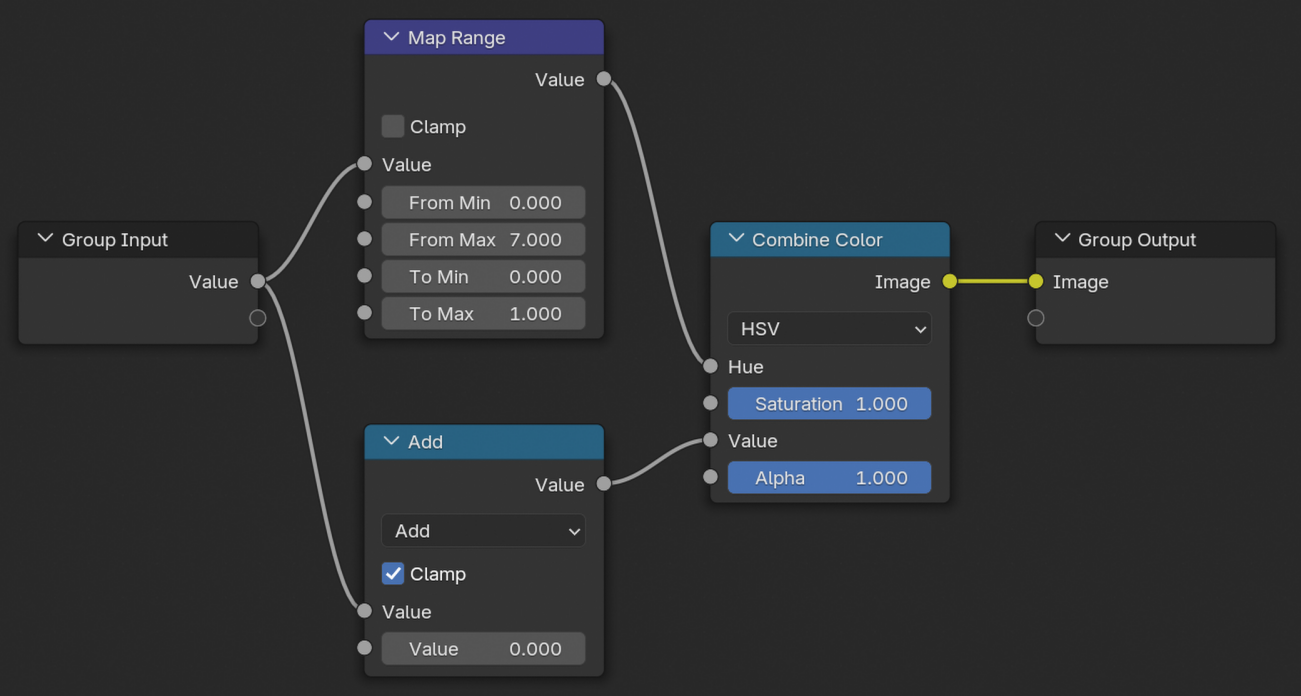 Group Input
Value
Map Range
Value
Clamp
Value
From Min 0.000
From Max 7.000
To Min 0.000
To Max 1.000
Add
Value
Add
Clamp
Value
Value 0.000
Combine Color
Image
HSV
Hue
Saturation 1.000
Value
Alpha 1.000
Group Output
Image